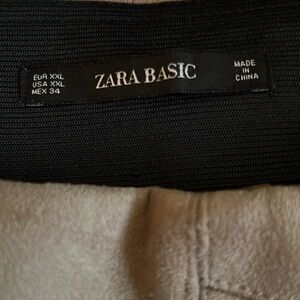 EUR XXL
USA XXL
MEX 34
ZARA BASIC
MADE
IN
CHINA